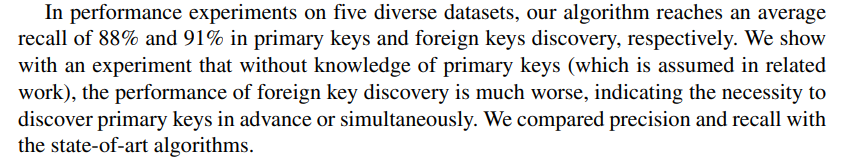 In performance experiments on five diverse datasets, our algorithm reaches an average
recall of 88% and 91% in primary keys and foreign keys discovery, respectively. We show
with an experiment that without knowledge of primary keys (which is assumed in related
work), the performance of foreign key discovery is much worse, indicating the necessity to
discover primary keys in advance or simultaneously. We compared precision and recall with
the state-of-art algorithms.